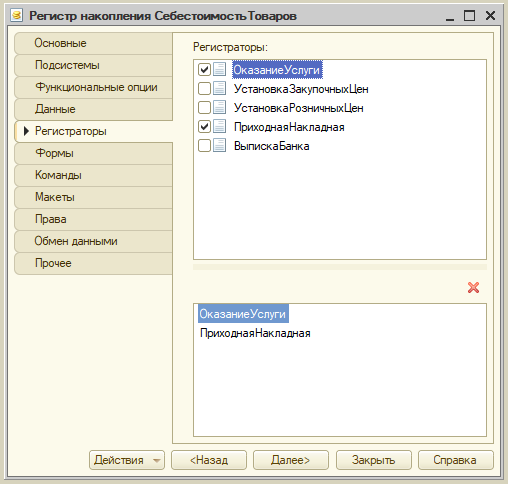 Регистр накопления СебестоимостьТоваров
Основные
Подсистемы
Функциональные опции
Данные
Регистраторы
Формы
Команды
Макеты
Права
Обмен данными
Прочее
Регистраторы:
ОказаниеУслуги
УстановкаЗакупочныхЦен
УстановкаРозничныхЦен
ПриходнаяНакладная
ВыпискаБанка
ОказаниеУслуги
ПриходнаяНакладная
Действия
<Назад
Далее>
Закрыть
Справка